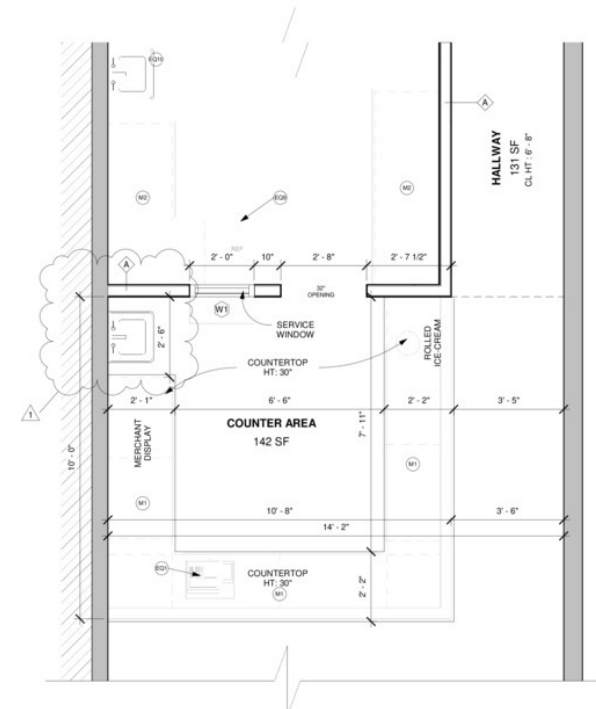 EQ10
A
HALLWAY
131 SF
CL HT : 6' - 8"
M2
EQ9
M2
2' - 0"
10"
2' - 8"
2' - 7 1/2"
A
32"
OPENING
W1
SERVICE
WINDOW
2' - 6"
ROLLED
ICE-CREAM
COUNTERTOP
HT: 30"
1
2' - 1"
6' - 6"
2' - 2"
3' - 5"
COUNTER AREA
142 SF
7' - 11"
MERCHANT
DISPLAY
10' - 0"
M1
M1
10' - 8"
3' - 6"
14' - 2"
EQ1
COUNTERTOP
HT: 30"
M1
2' - 2"